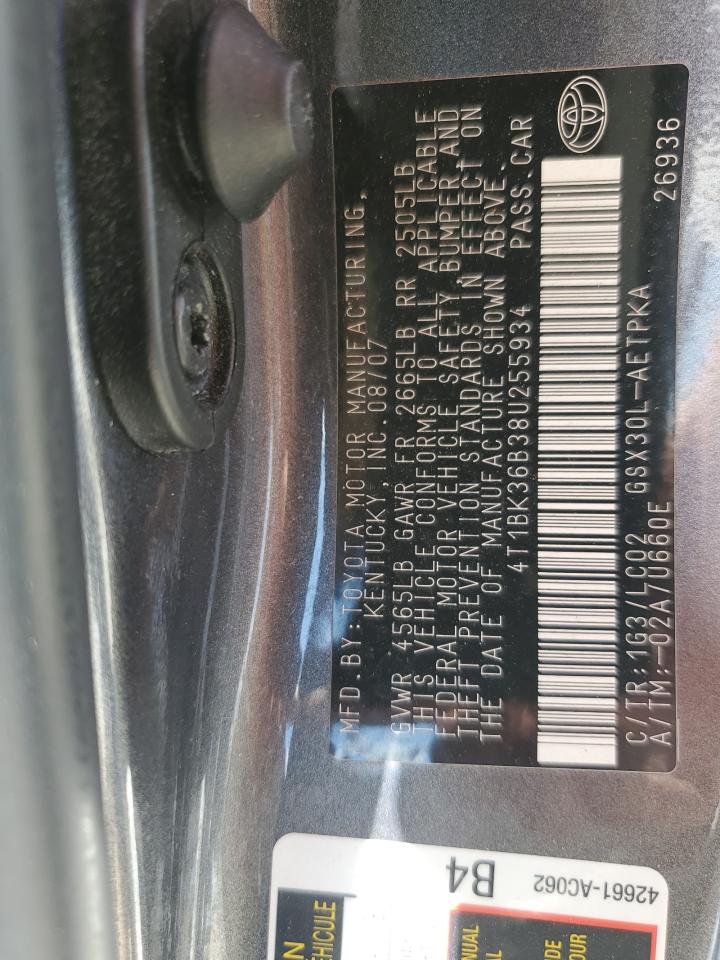 MFD.BY:TOYOTA MOTOR MANUFACTURING,
KENTUCKY,INC.08/07
GVWR 4565LB GAWR FR 2665LB RR 2505LB
THIS VEHICLE CONFORMS TO ALL APPLICABLE
FEDERAL MOTOR VEHICLE SAFETY,BUMPER,AND
THEFT PREVENTION STANDARDS IN EFFECT ON
THE DATE OF MANUFACTURE SHOWN ABOVE.
4T1BK36B38U255934 PASS.CAR
C/TR:1G3/LC02 GSX30L-AETPKA 26936
A/TM:-02A/U660E
B4
42661-AC062